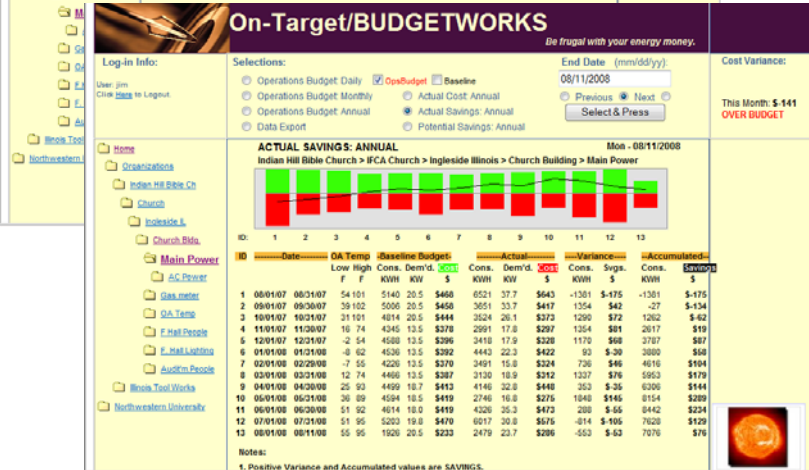 On-Target/BUDGETWORKS
Be frugal with your energy money.
Log-in Info:
User: jim
Click Here to Logout.
Selections:
Operations Budget: Daily OpsBudget Baseline
Operations Budget: Monthly Actual Cost: Annual
Operations Budget: Annual Actual Savings: Annual
Data Export Potential Savings: Annual
End Date (mm/dd/yy):
08/11/2008
Previous Next
Select & Press
Cost Variance:
This Month: $-141
OVER BUDGET
Illinois Tool
Northwestern
Home
Organizations
Indian Hill Bible Ch
Church
Ingleside IL
Church Bldg.
Main Power
AC Power
Gas meter
OA Temp
F Hall People
F. Hall Lighting
Audit'm People
Illinois Tool Works
Northwestern University
ACTUAL SAVINGS: ANNUAL Mon - 08/11/2008
Indian Hill Bible Church > IFCA Church > Ingleside Illinois > Church Building > Main Power
ID: 1 2 3 4 5 6 7 8 9 10 11 12 13
ID ---------Date--------- OA Temp -Baseline Budget- --------Actual-------- ----Variance---- --Accumulated--
Low High Cons. Dem'd. Cost Cons. Dem'd. Cost Cons. Svgs. Cons. Savings
F F KWH KW $ KWH KW $ KWH $ KWH $
1 08/01/07 08/31/07 54 101 5140 20.5 $468 6521 37.7 $643 -1381 $-175 -1381 $-175
2 09/01/07 09/30/07 39 102 5006 20.5 $458 3651 33.7 $417 1354 $42 -27 $-134
3 10/01/07 10/31/07 31 101 4814 20.5 $444 3524 26.1 $373 1290 $72 1262 $-62
4 11/01/07 11/30/07 16 74 4345 13.5 $378 2991 17.8 $297 1354 $81 2617 $19
5 12/01/07 12/31/07 -2 54 4588 13.5 $396 3418 17.9 $328 1170 $68 3787 $87
6 01/01/08 01/31/08 -8 62 4536 13.5 $392 4443 22.3 $422 93 $-30 3880 $58
7 02/01/08 02/29/08 -7 55 4226 13.5 $370 3491 15.8 $324 736 $46 4616 $104
8 03/01/08 03/31/08 12 74 4466 13.5 $387 3130 18.9 $312 1337 $76 5953 $179
9 04/01/08 04/30/08 25 93 4499 18.7 $413 4146 32.8 $448 353 $-35 6306 $144
10 05/01/08 05/31/08 36 89 4594 18.5 $419 2746 16.8 $275 1848 $145 8154 $289
11 06/01/08 06/30/08 51 92 4614 18.0 $419 4326 35.3 $473 288 $-55 8442 $234
12 07/01/08 07/31/08 51 95 5203 19.8 $470 6017 30.8 $575 -814 $-105 7628 $129
13 08/01/08 08/11/08 55 95 1926 20.5 $233 2479 23.7 $286 -553 $-53 7076 $76
Notes:
1. Positive Variance and Accumulated values are SAVINGS.